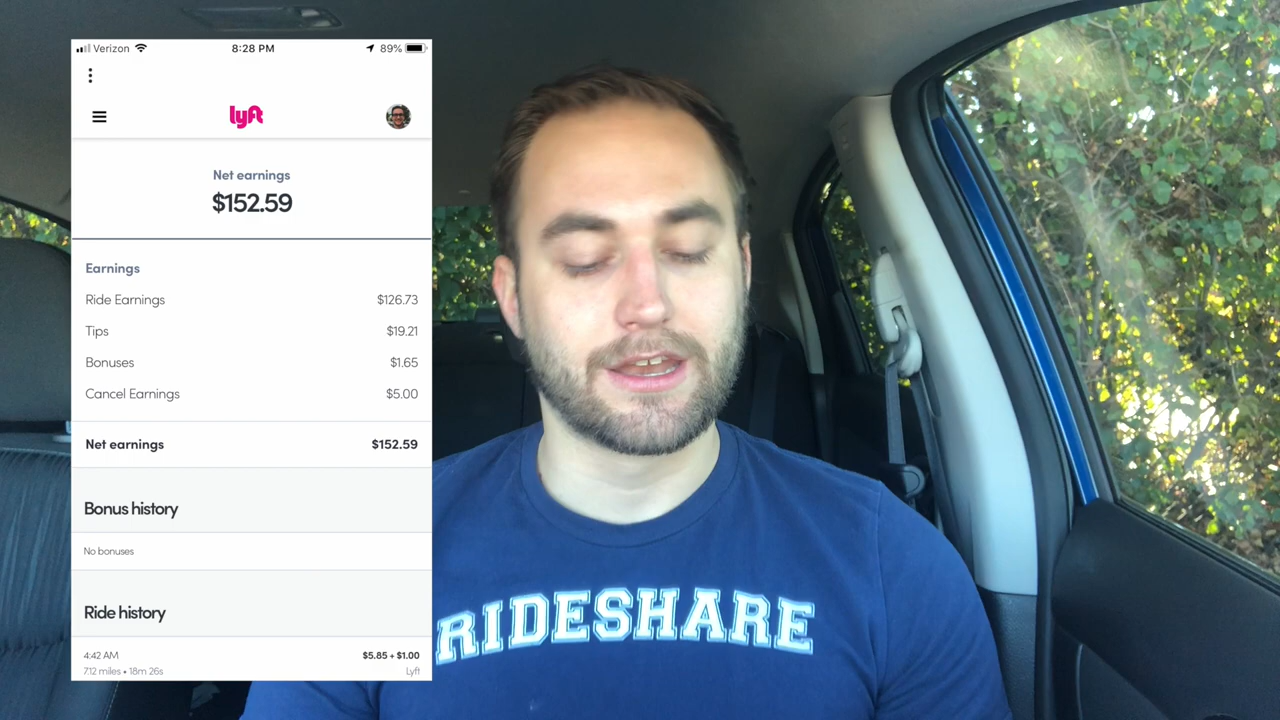 Verizon 8:28 PM 89%
lyft
Net earnings
$152.59
Earnings
Ride Earnings $126.73
Tips $19.21
Bonuses $1.65
Cancel Earnings $5.00
Net earnings $152.59
Bonus history
No bonuses
Ride history
4:42 AM $5.85 + $1.00
7.12 miles • 18m 26s Lyft
RIDESHARE